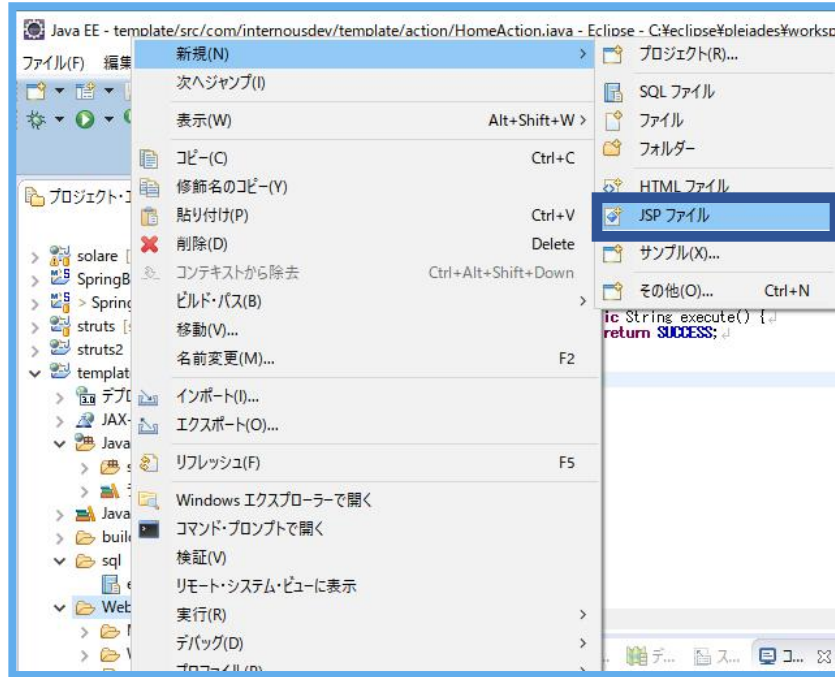 Java EE - template/src/com/internousdev/template/action/HomeAction.java - Eclipse - C:¥eclipse¥pleiades¥worksp
ファイル(F) 編集
新規(N) >
プロジェクト(R)...
次へジャンプ(I)
SQL ファイル
表示(W) Alt+Shift+W >
ファイル
フォルダー
コピー(C) Ctrl+C
HTML ファイル
修飾名のコピー(Y)
JSP ファイル
貼り付け(P) Ctrl+V
サンプル(X)...
削除(D) Delete
その他(O)... Ctrl+N
コンテキストから除去 Ctrl+Alt+Shift+Down
ビルド・パス(B) >
移動(V)...
名前変更(M)... F2
インポート(I)...
エクスポート(O)...
リフレッシュ(F) F5
Windows エクスプローラーで開く
コマンド・プロンプトで開く
検証(V)
リモート・システム・ビューに表示
実行(R) >
デバッグ(D) >
プロファイル(P) >
プロジェクト・エ
> solare [
> SpringB
> > Spring
> struts [s
> struts2
templat
> デプロ
> JAX-
Java
> s
> Java
> build
sql
e
Web
ic String execute() {
return SUCCESS;
デ... ス... コ...